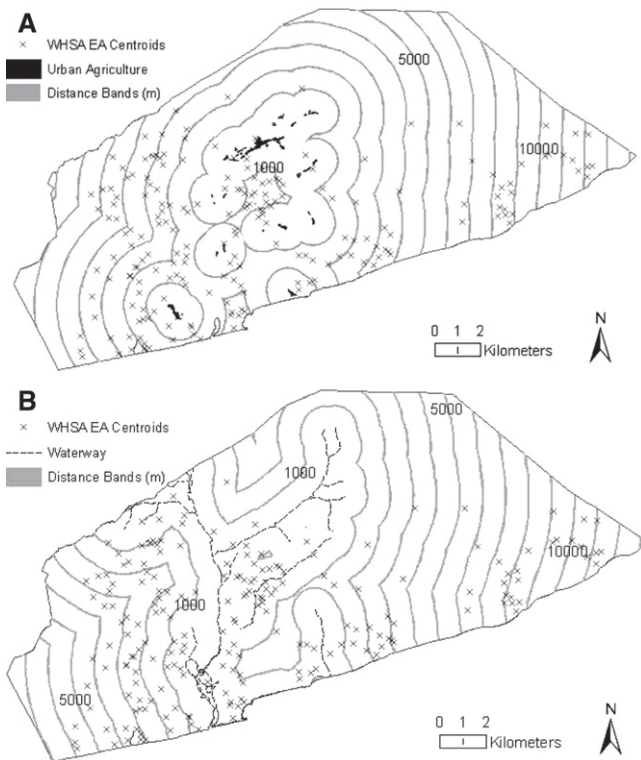 A
WHSA EA Centroids
Urban Agriculture
Distance Bands (m)
5000
10000
1000
N
0 1 2
Kilometers
B
WHSA EA Centroids
Waterway
Distance Bands (m)
5000
1000
10000
1000
5000
N
0 1 2
Kilometers